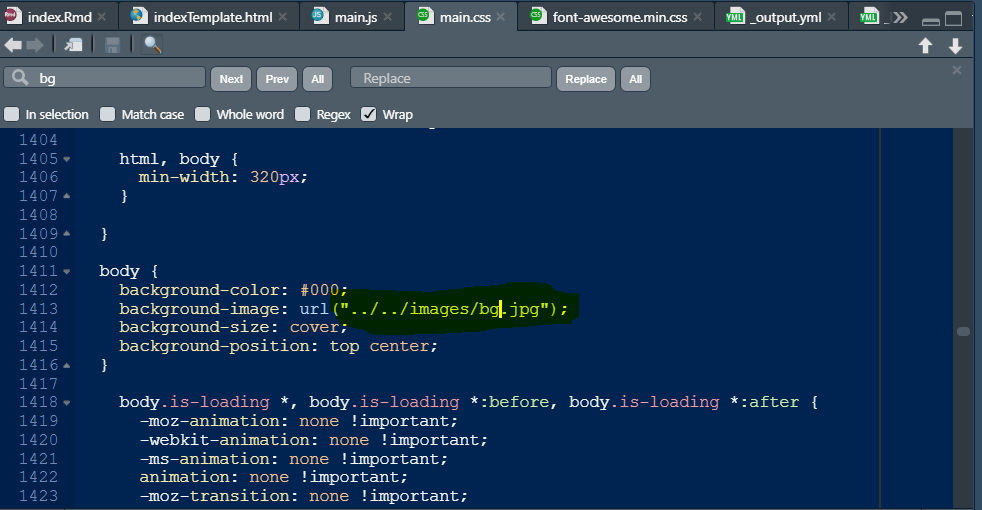 index.Rmd × indexTemplate.html × main.js × main.css × font-awesome.min.css × _output.yml ×
bg Next Prev All Replace Replace All
In selection Match case Whole word Regex Wrap
1404
1405 html, body {
1406 min-width: 320px;
1407 }
1408
1409 }
1410
1411 body {
1412 background-color: #000;
1413 background-image: url("../../images/bg.jpg");
1414 background-size: cover;
1415 background-position: top center;
1416 }
1417
1418 body.is-loading *, body.is-loading *:before, body.is-loading *:after {
1419 -moz-animation: none !important;
1420 -webkit-animation: none !important;
1421 -ms-animation: none !important;
1422 animation: none !important;
1423 -moz-transition: none !important;